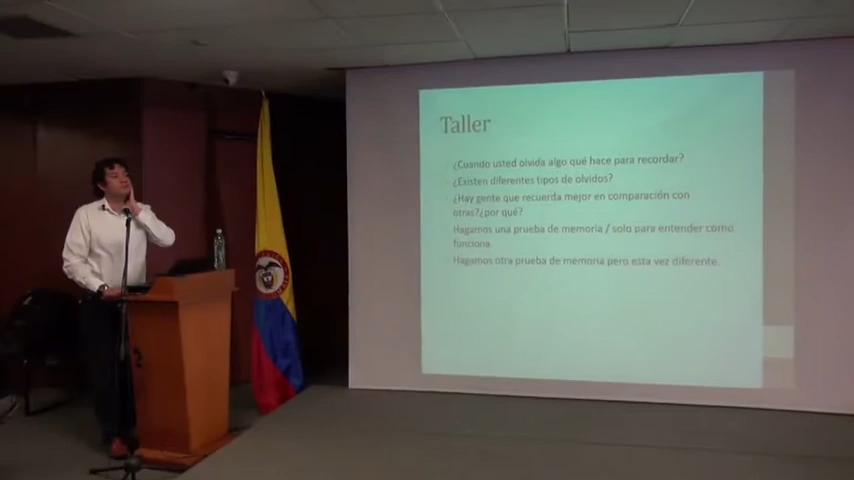 Taller
¿Cuando usted olvida algo qué hace para recordar?
¿Existen diferentes tipos de olvidos?
¿Hay gente que recuerda mejor en comparación con
otras?¿por qué?
Hagamos una prueba de memoria / solo para entender como
funciona.
Hagamos otra prueba de memoria pero esta vez diferente.